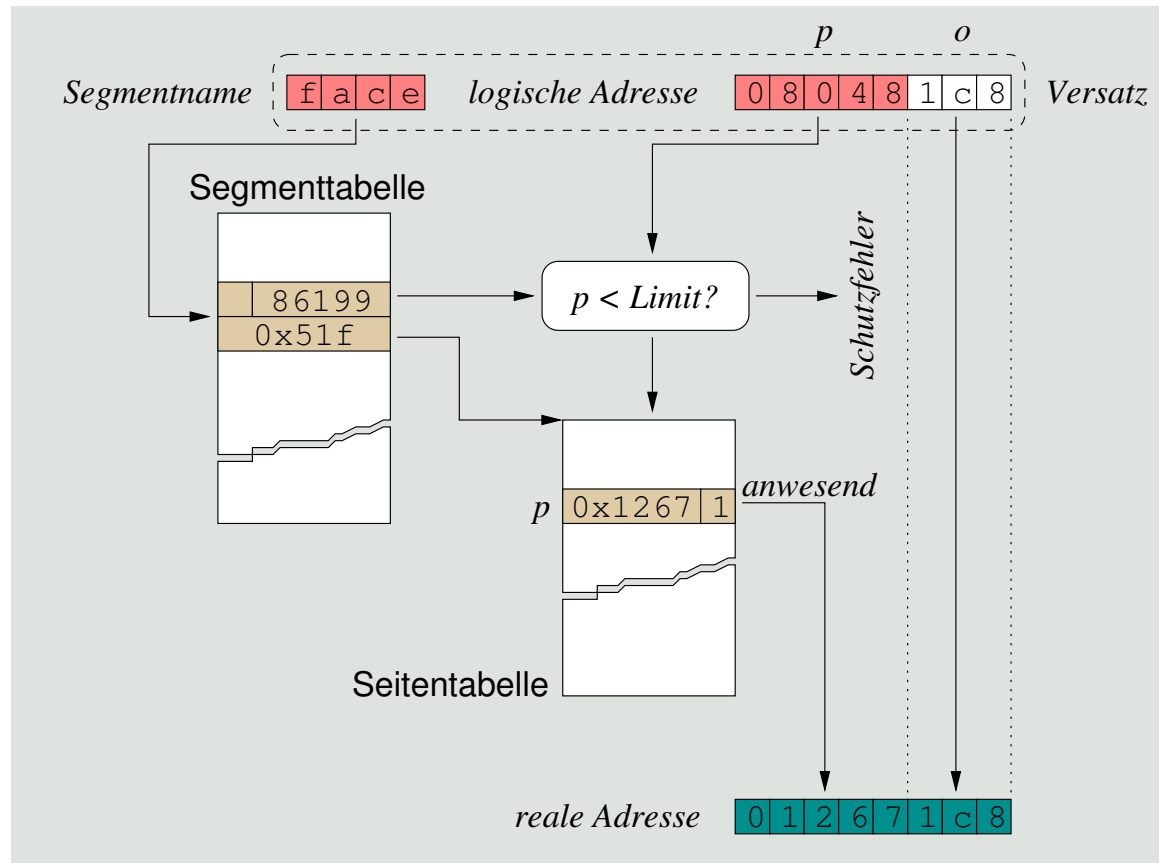 p o
Segmentname f a c e logische Adresse 0 8 0 4 8 1 c 8 Versatz
Segmenttabelle
86199
0x51f
p < Limit?
Schutzfehler
anwesend
p 0x1267 1
Seitentabelle
reale Adresse 0 1 2 6 7 1 c 8